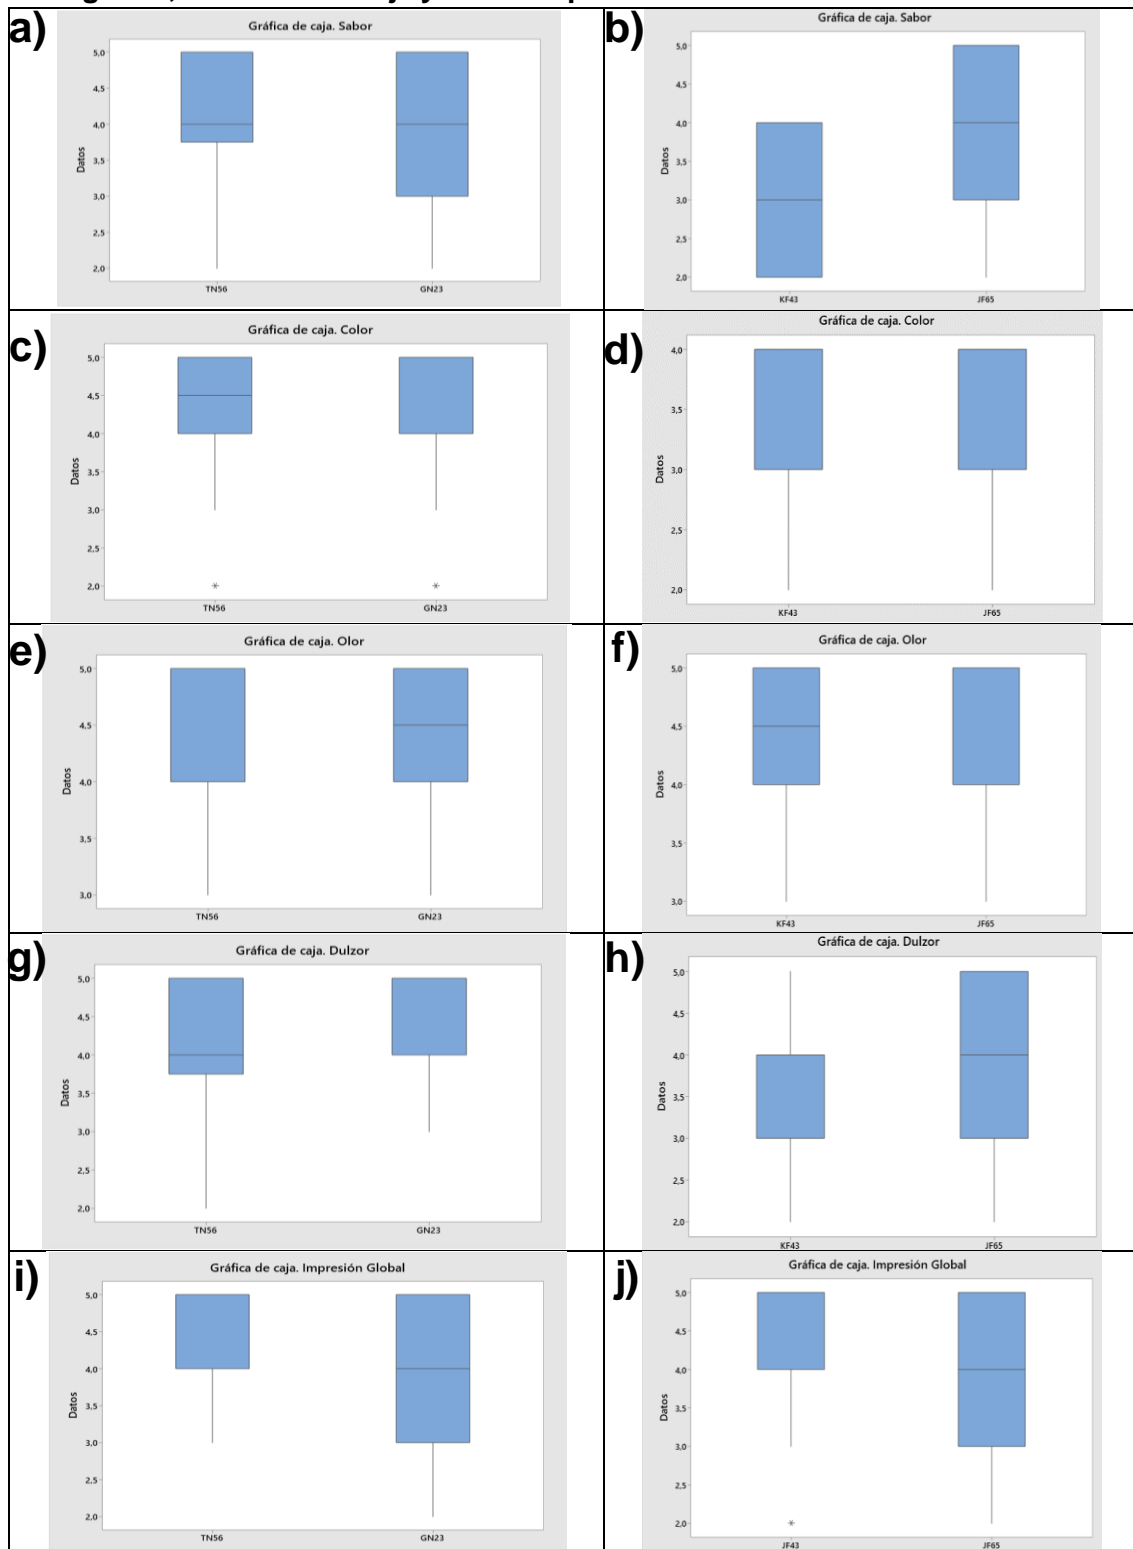 a)
Gráfica de caja. Sabor
5,0
4,5
4,0
3,5
3,0
2,5
2,0
Datos
TN56 GN23
b)
Gráfica de caja. Sabor
5,0
4,5
4,0
3,5
3,0
2,5
2,0
Datos
KF43 JF65
c)
Gráfica de caja. Color
5,0
4,5
4,0
3,5
3,0
2,5
2,0
Datos
TN56 GN23
d)
Gráfica de caja. Color
4,0
3,5
3,0
2,5
2,0
Datos
KF43 JF65
e)
Gráfica de caja. Olor
5,0
4,5
4,0
3,5
3,0
Datos
TN56 GN23
f)
Gráfica de caja. Olor
5,0
4,5
4,0
3,5
3,0
Datos
KF43 JF65
g)
Gráfica de caja. Dulzor
5,0
4,5
4,0
3,5
3,0
2,5
2,0
Datos
TN56 GN23
h)
Gráfica de caja. Dulzor
5,0
4,5
4,0
3,5
3,0
2,5
2,0
Datos
KF43 JF65
i)
Gráfica de caja. Impresión Global
5,0
4,5
4,0
3,5
3,0
2,5
2,0
Datos
TN56 GN23
j)
Gráfica de caja. Impresión Global
5,0
4,5
4,0
3,5
3,0
2,5
2,0
Datos
JF43 JF65